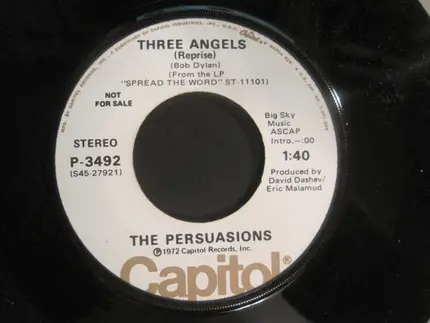 THREE ANGELS
(Reprise)
(Bob Dylan)
(From the LP
"SPREAD THE WORD" ST-11101)
NOT
FOR SALE
Big Sky
Music
ASCAP
Intro.—:00
STEREO
P-3492
(S45-27921)
1:40
Produced by
David Dashev/
Eric Malamud
THE PERSUASIONS
Ⓟ1972 Capitol Records, Inc.
Capitol®